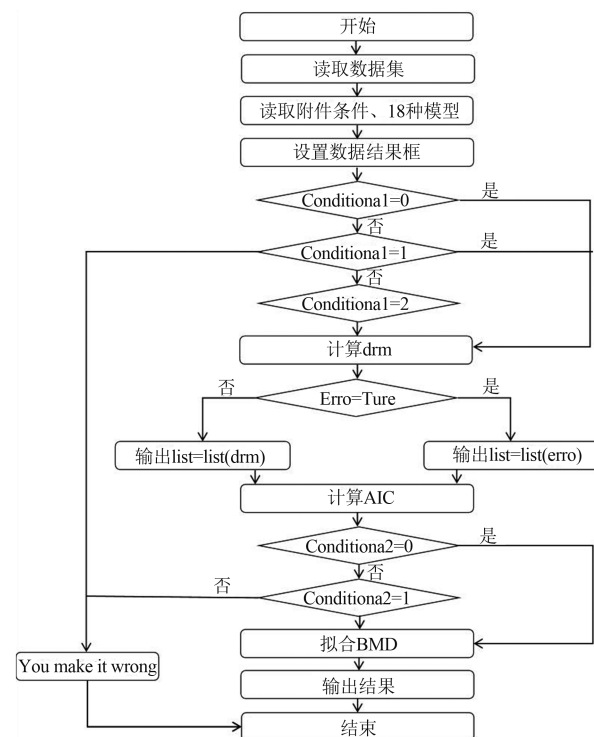 开始
读取数据集
读取附件条件、18种模型
设置数据结果框
Conditiona1=0
是
否
Conditiona1=1
是
否
Conditiona1=2
计算drm
否
Erro=Ture
是
输出list=list(drm)
输出list=list(erro)
计算AIC
Conditiona2=0
是
否
否
Conditiona2=1
拟合BMD
You make it wrong
输出结果
结束